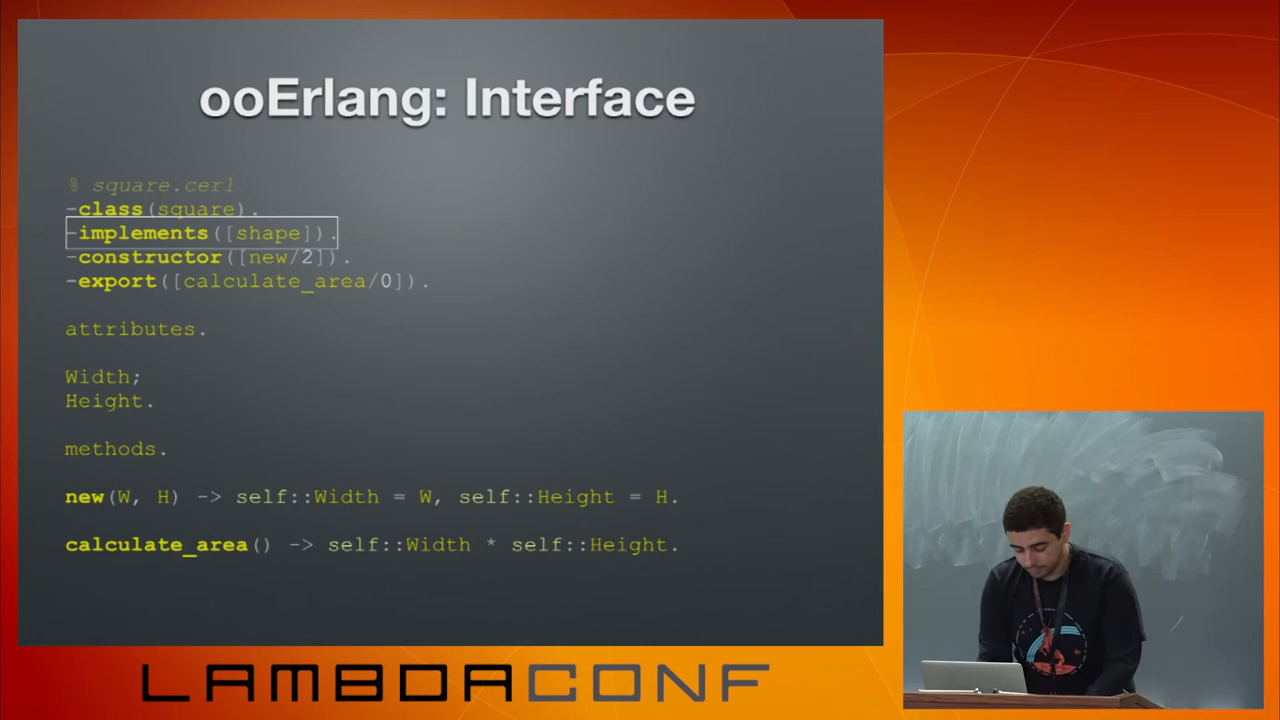 ooErlang: Interface
% square.cerl
-class(square).
-implements([shape]).
-constructor([new/2]).
-export([calculate_area/0]).
attributes.
Width;
Height.
methods.
new(W, H) -> self::Width = W, self::Height = H.
calculate_area() -> self::Width * self::Height.
LAMBDACONF